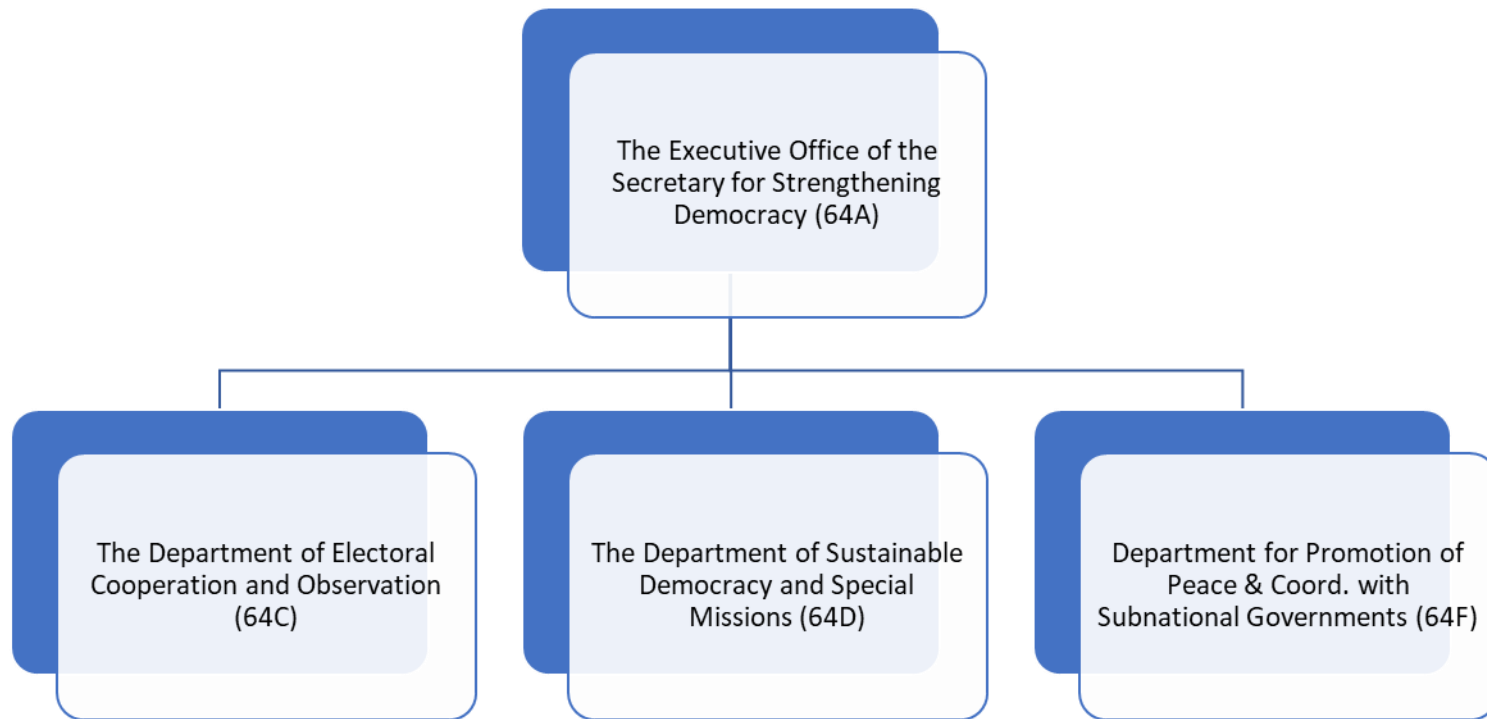 The Executive Office of the
Secretary for Strengthening
Democracy (64A)
The Department of Electoral
Cooperation and Observation
(64C)
The Department of Sustainable
Democracy and Special
Missions (64D)
Department for Promotion of
Peace & Coord. with
Subnational Governments (64F)